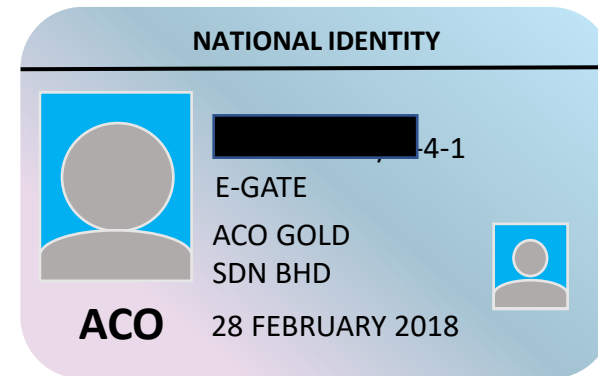 NATIONAL IDENTITY
-4-1
E-GATE
ACO GOLD
SDN BHD
ACO
28 FEBRUARY 2018